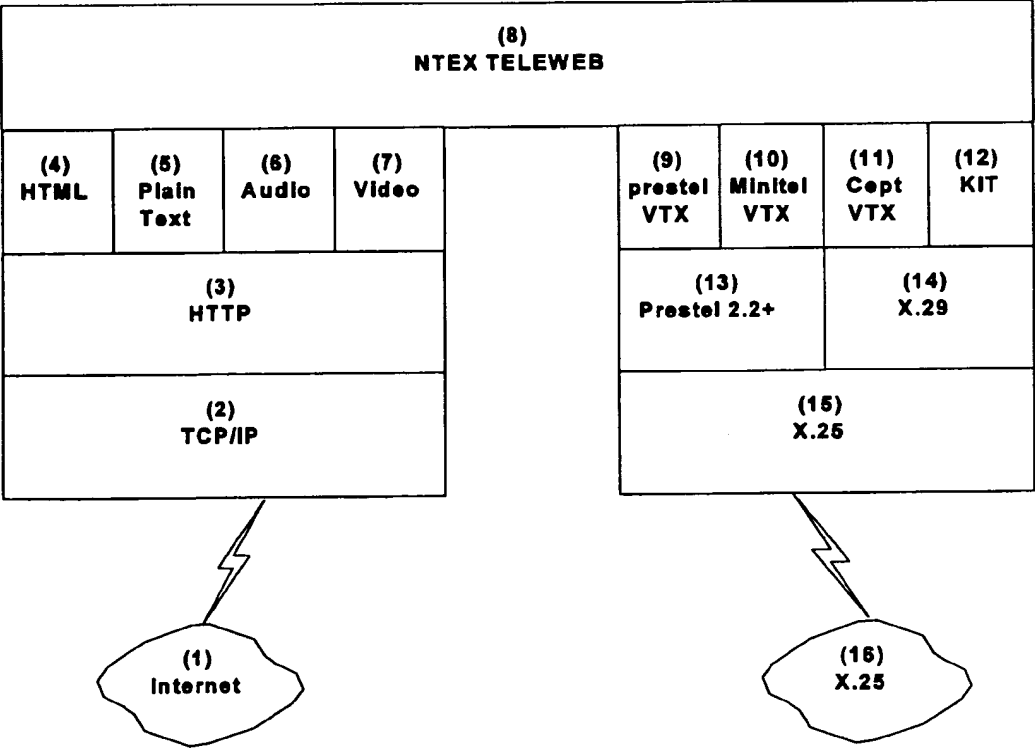 (8)
NTEX TELEWEB
(4)
HTML
(5)
Plain
Text
(6)
Audio
(7)
Video
(9)
prestel
VTX
(10)
Minitel
VTX
(11)
Cept
VTX
(12)
KIT
(3)
HTTP
(13)
Prestel 2.2+
(14)
X.29
(2)
TCP/IP
(15)
X.25
(1)
Internet
(16)
X.25